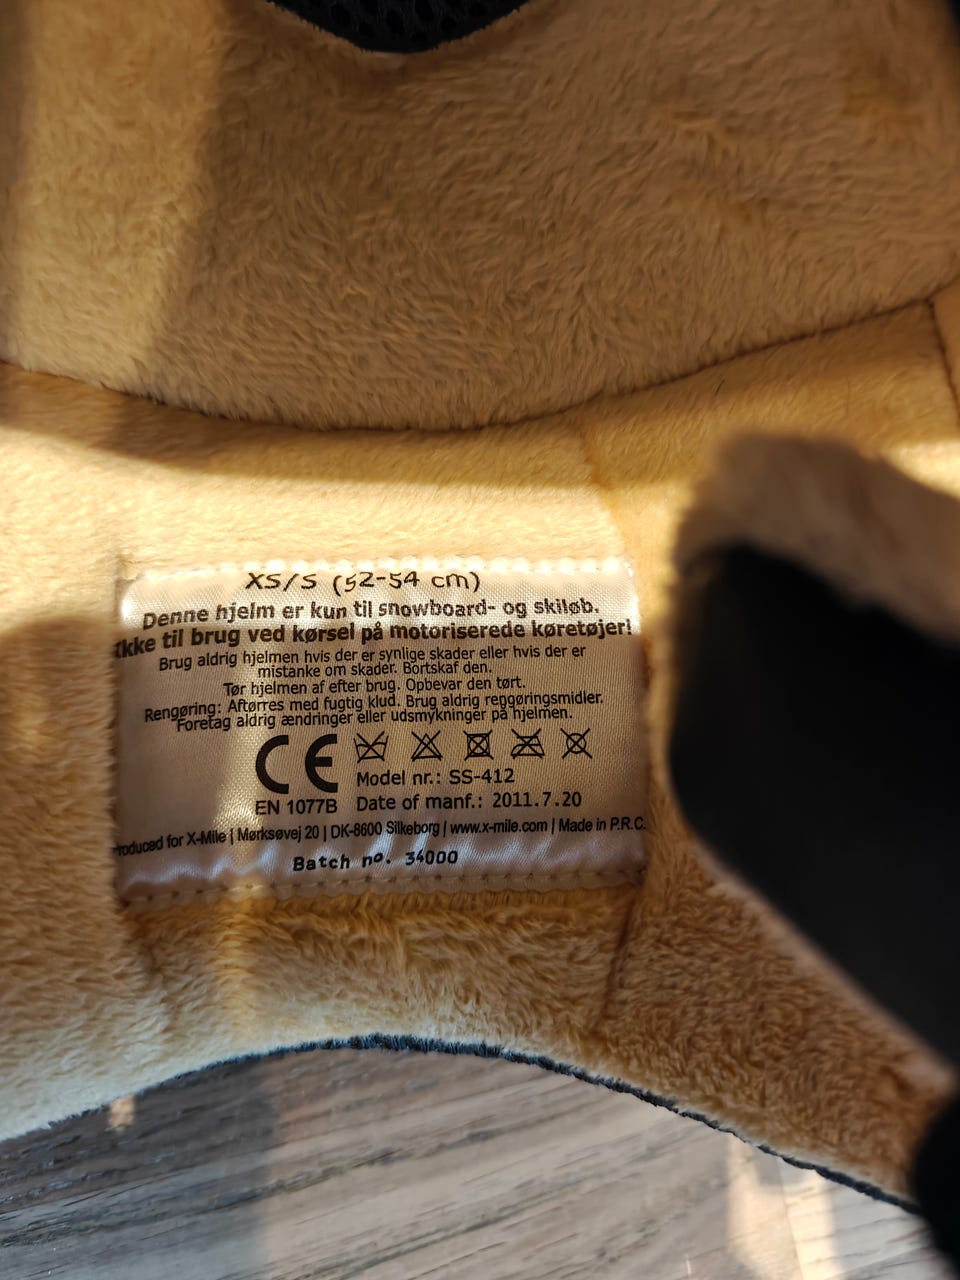 XS/S (52-54 cm)
Denne hjelm er kun til snowboard- og skiløb.
Ikke til brug ved kørsel på motoriserede køretøjer!
Brug aldrig hjelmen hvis der er synlige skader eller hvis der er
mistanke om skader. Bortskaf den.
Tør hjelmen af efter brug. Opbevar den tørt.
Rengøring: Aftørres med fugtig klud. Brug aldrig rengøringsmidler.
Foretag aldrig ændringer eller udsmykninger på hjelmen.
CE
Model nr.: SS-412
EN 1077B Date of manf.: 2011.7.20
Produced for X-Mile | Mørksøvej 20 | DK-8600 Silkeborg | www.x-mile.com | Made in P.R.C.
Batch no. 34000